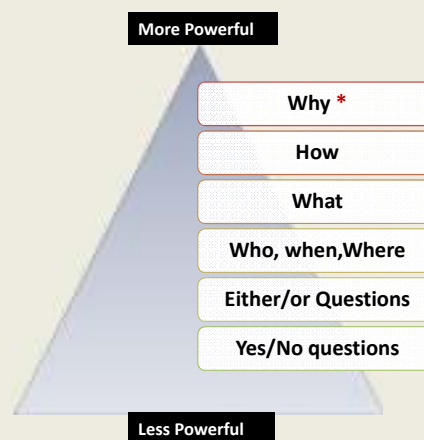 More Powerful
Why *
How
What
Who, when,Where
Either/or Questions
Yes/No questions
Less Powerful